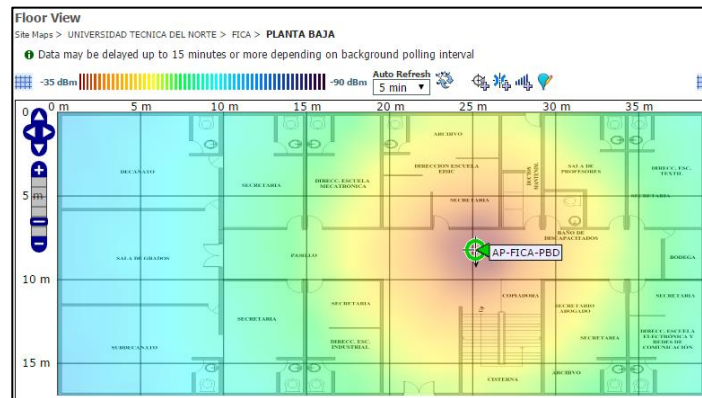 Floor View
Site Maps > UNIVERSIDAD TECNICA DEL NORTE > FICA > PLANTA BAJA
Data may be delayed up to 15 minutes or more depending on background polling interval
-35 dBm -90 dBm Auto Refresh 5 min
0 m 5 m 10 m 15 m 20 m 25 m 30 m 35 m
0
ARCHIVO
DECANATO
SECRETARIA
DIRECC. ESCUELA MECATRONICA
DIRECCION ESCUELA EISIC
SALA DE PROFESORES
DIRECC. ESC. TEXTIL
SECRETARIA
SECRETARIA
5 m
m
BAÑO DE DISCAPACITADOS
SALA DE GRADOS
PASILLO
AP-FICA-PBD
BODEGA
10 m
SECRETARIA
COPIADORA
SECRETARIO ABOGADO
SECRETARIA
SECRETARIA
SUBDECANATO
DIRECC. ESC. INDUSTRIAL
SECRETARIA
DIRECC. ESCUELA ELECTRÓNICA Y REDES DE COMUNICACIÓN
15 m
CISTERNA
ARCHIVO